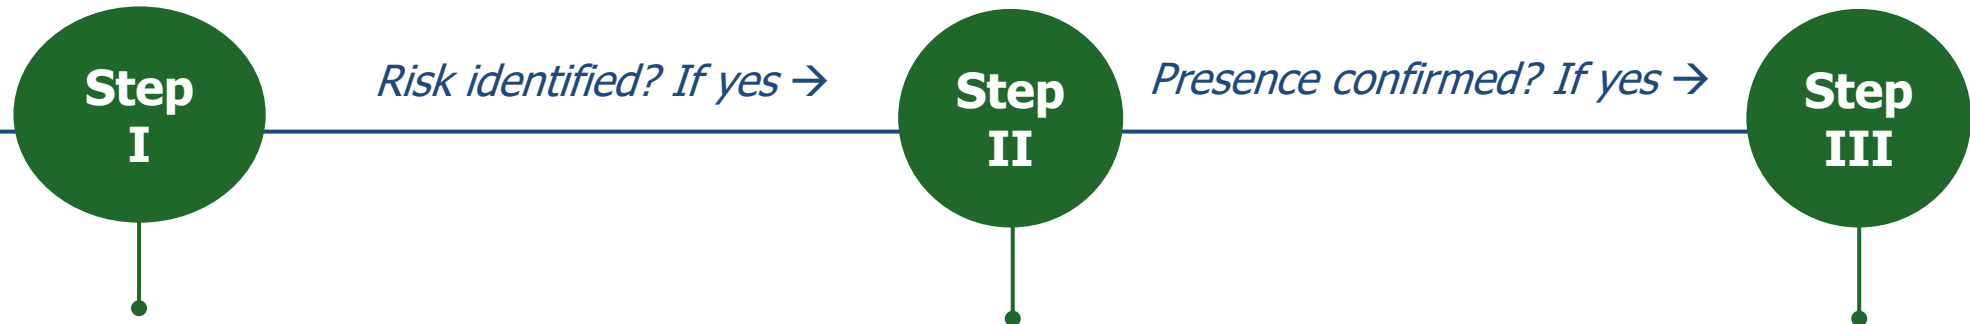 Step
I
Risk identified? If yes →
Step
II
Presence confirmed? If yes →
Step
III